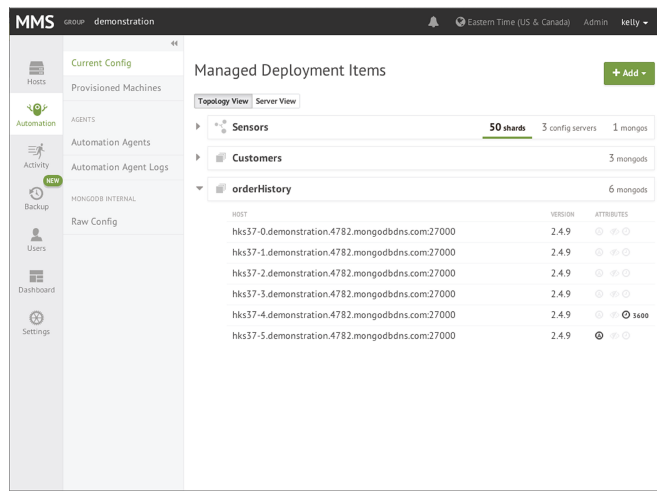 MMS GROUP demonstration Eastern Time (US & Canada) Admin kelly
Hosts
Automation
Activity
NEW
Backup
Users
Dashboard
Settings
Current Config
Provisioned Machines
AGENTS
Automation Agents
Automation Agent Logs
MONGODB INTERNAL
Raw Config
Managed Deployment Items
+ Add
Topology View Server View
Sensors 50 shards 3 config servers 1 mongos
Customers 3 mongods
orderHistory 6 mongods
HOST VERSION ATTRIBUTES
hks37-0.demonstration.4782.mongodbdns.com:27000 2.4.9
hks37-1.demonstration.4782.mongodbdns.com:27000 2.4.9
hks37-2.demonstration.4782.mongodbdns.com:27000 2.4.9
hks37-3.demonstration.4782.mongodbdns.com:27000 2.4.9
hks37-4.demonstration.4782.mongodbdns.com:27000 2.4.9 3600
hks37-5.demonstration.4782.mongodbdns.com:27000 2.4.9